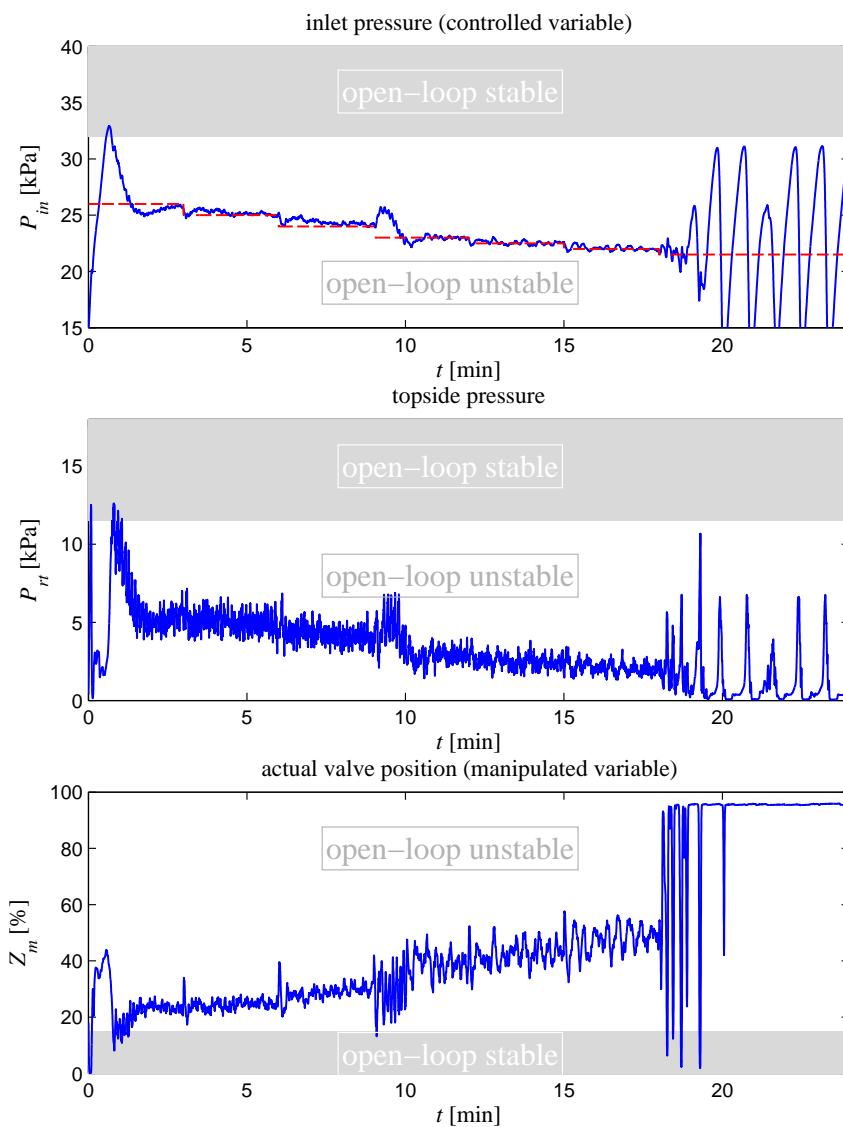 inlet pressure (controlled variable)
40
35
30
25
20
15
P_in [kPa]
open−loop stable
open−loop unstable
0 5 10 15 20
t [min]
topside pressure
15
10
5
0
P_rt [kPa]
open−loop stable
open−loop unstable
0 5 10 15 20
t [min]
actual valve position (manipulated variable)
100
80
60
40
20
0
Z_m [%]
open−loop unstable
open−loop stable
0 5 10 15 20
t [min]